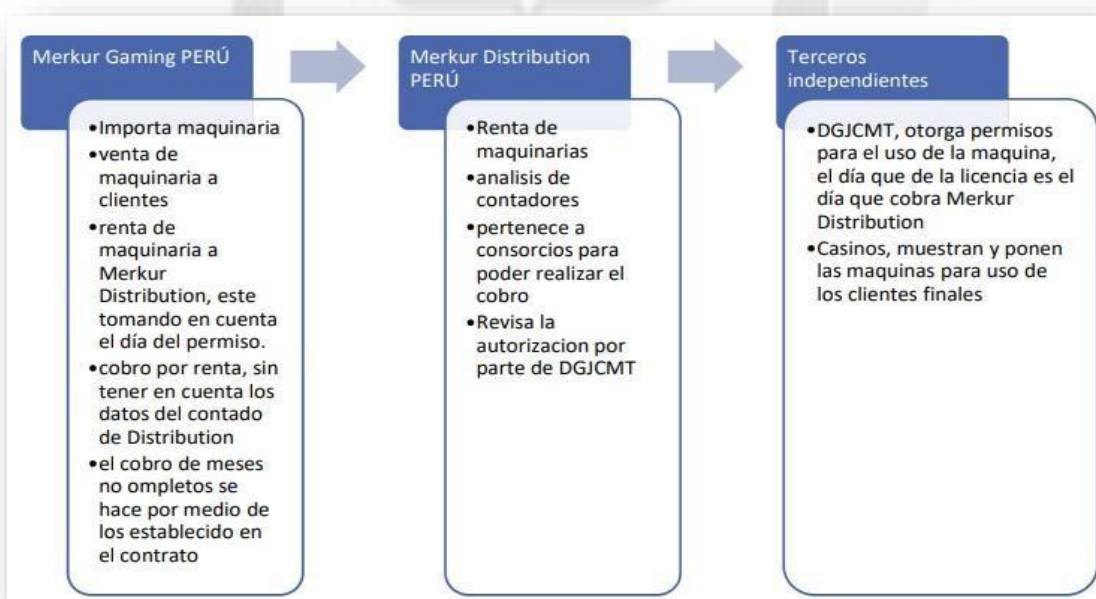 Merkur Gaming PERÚ
•Importa maquinaria
•venta de
maquinaria a
clientes
•renta de
maquinaria a
Merkur
Distribution, este
tomando en cuenta
el día del permiso.
•cobro por renta, sin
tener en cuenta los
datos del contado
de Distribution
•el cobro de meses
no ompletos se
hace por medio de
los establecido en
el contrato
Merkur Distribution
PERÚ
•Renta de
maquinarias
•analisis de
contadores
•pertenece a
consorcios para
poder realizar el
cobro
•Revisa la
autorizacion por
parte de DGJCMT
Terceros
independientes
•DGJCMT, otorga permisos
para el uso de la maquina,
el día que de la licencia es el
día que cobra Merkur
Distribution
•Casinos, muestran y ponen
las maquinas para uso de
los clientes finales